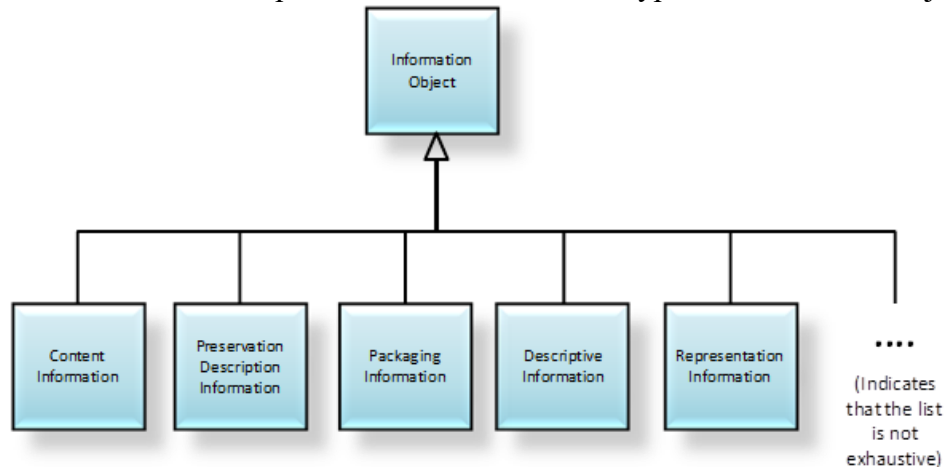 Information
Object
Content
Information
Preservation
Description
Information
Packaging
Information
Descriptive
Information
Representation
Information
....
(Indicates
that the list
is not
exhaustive)